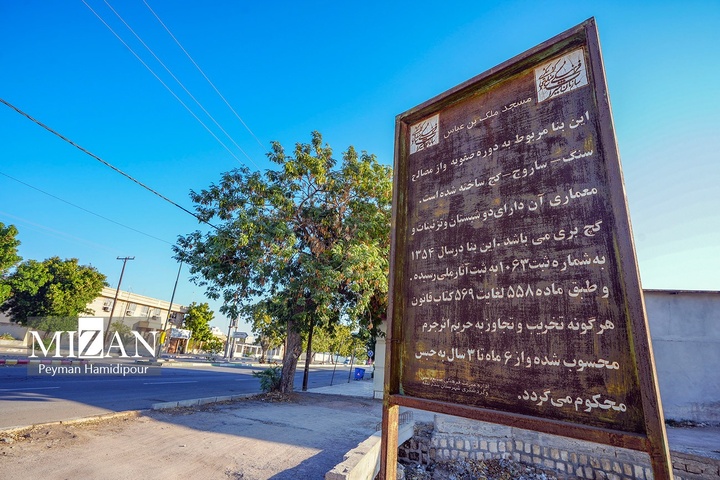 مسجد ملک بن عباس
این بنا مربوط به دوره صفویه و از مصالح
سنگ - ساروج - گچ ساخته شده است.
معماری آن دارای دو شبستان و تزئینات و
گچ بری می باشد. این بنا در سال ۱۳۵۴
به شماره ثبت ۱۰۶۳ به ثبت آثار ملی رسیده.
و طبق ماده ۵۵۸ لغایت ۵۶۹ کتاب قانون
هرگونه تخریب و تجاوز به حریم اثر جرم
محسوب شده و از ۶ ماه تا ۳ سال به حبس
محکوم می گردد.
MIZAN
Peyman Hamidipour